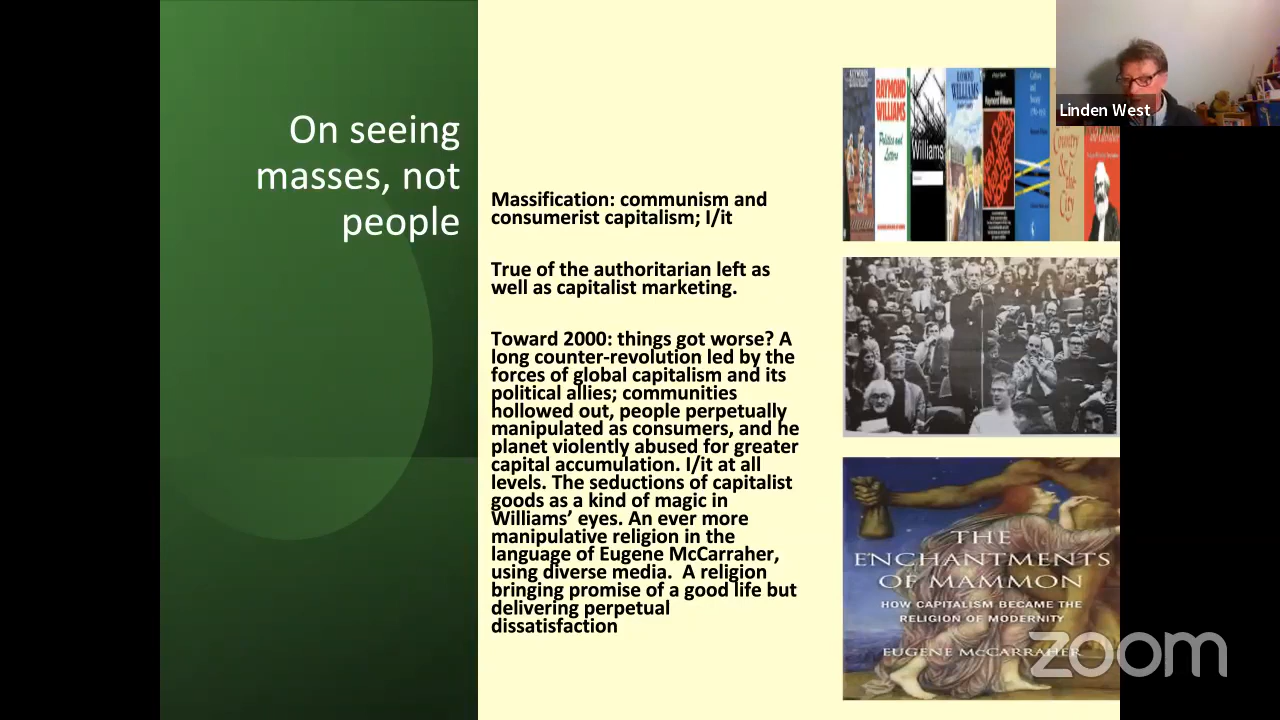 On seeing
masses, not
people
Massification: communism and
consumerist capitalism; I/it
True of the authoritarian left as
well as capitalist marketing.
Toward 2000: things got worse? A
long counter-revolution led by the
forces of global capitalism and its
political allies; communities
hollowed out, people perpetually
manipulated as consumers, and he
planet violently abused for greater
capital accumulation. I/it at all
levels. The seductions of capitalist
goods as a kind of magic in
Williams’ eyes. An ever more
manipulative religion in the
language of Eugene McCarraher,
using diverse media. A religion
bringing promise of a good life but
delivering perpetual
dissatisfaction
RAYMOND
WILLIAMS
Politics and
Letters
Williams
RAYMOND
WILLIAMS
Raymond Williams
Culture
and
Society
Country
& the
City
Linden West
THE
ENCHANTMENTS
OF MAMMON
HOW CAPITALISM BECAME THE
RELIGION OF MODERNITY
EUGENE McCARRAHER
zoom